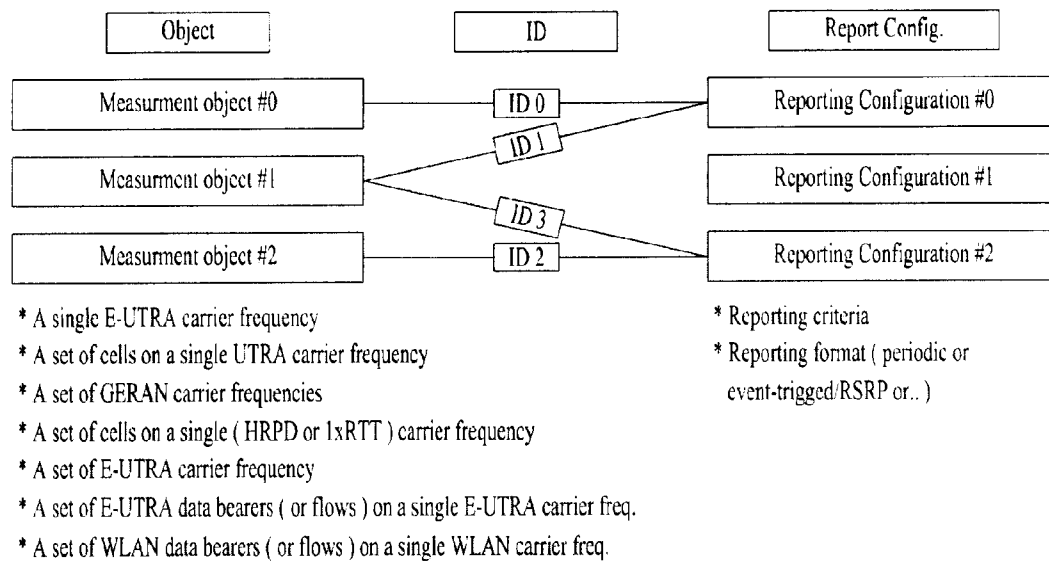 Object
ID
Report Config.
Measurment object #0
ID 0
Reporting Configuration #0
ID 1
Measurment object #1
Reporting Configuration #1
ID 3
Measurment object #2
ID 2
Reporting Configuration #2
* A single E-UTRA carrier frequency
* A set of cells on a single UTRA carrier frequency
* A set of GERAN carrier frequencies
* A set of cells on a single ( HRPD or 1xRTT ) carrier frequency
* A set of E-UTRA carrier frequency
* A set of E-UTRA data bearers ( or flows ) on a single E-UTRA carrier freq.
* A set of WLAN data bearers ( or flows ) on a single WLAN carrier freq.
* Reporting criteria
* Reporting format ( periodic or
event-trigged/RSRP or.. )